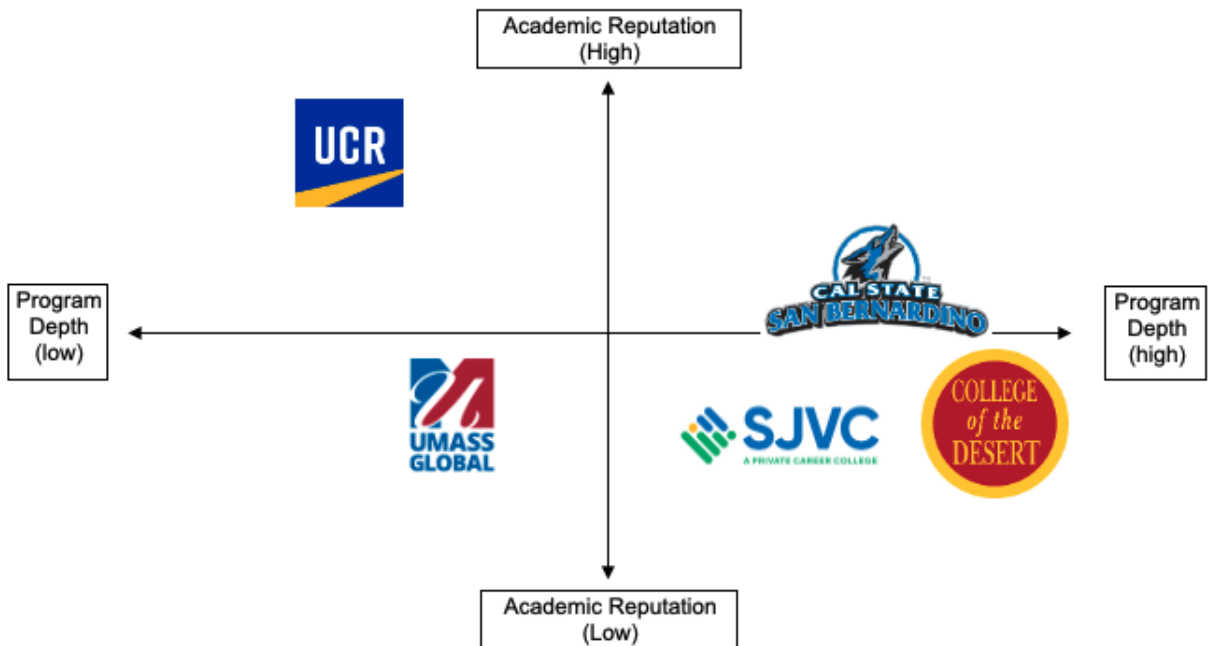 Academic Reputation
(High)
UCR
CAL STATE
SAN BERNARDINO
Program
Depth
(low)
Program
Depth
(high)
UMASS
GLOBAL
SJVC
A PRIVATE CAREER COLLEGE
COLLEGE
of the
DESERT
Academic Reputation
(Low)